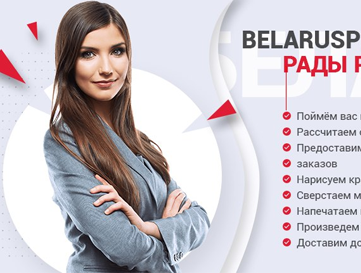 BELARUSP
РАДЫ
Поймём вас
Рассчитаем
Предоставим
заказов
Нарисуем
Сверстаем
Напечатаем
Произведем
Доставим